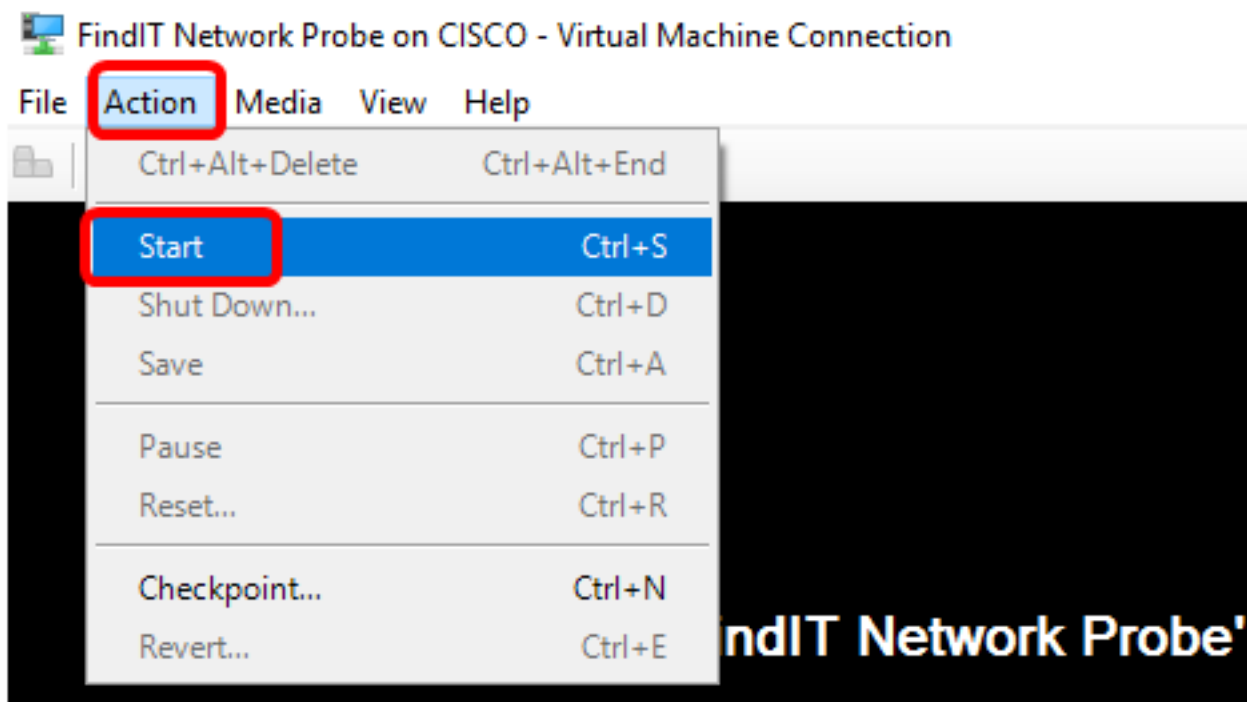 FindIT Network Probe on CISCO - Virtual Machine Connection
File Action Media View Help
Ctrl+Alt+Delete Ctrl+Alt+End
Start Ctrl+S
Shut Down... Ctrl+D
Save Ctrl+A
Pause Ctrl+P
Reset... Ctrl+R
Checkpoint... Ctrl+N
indIT Network Probe'
Revert... Ctrl+E